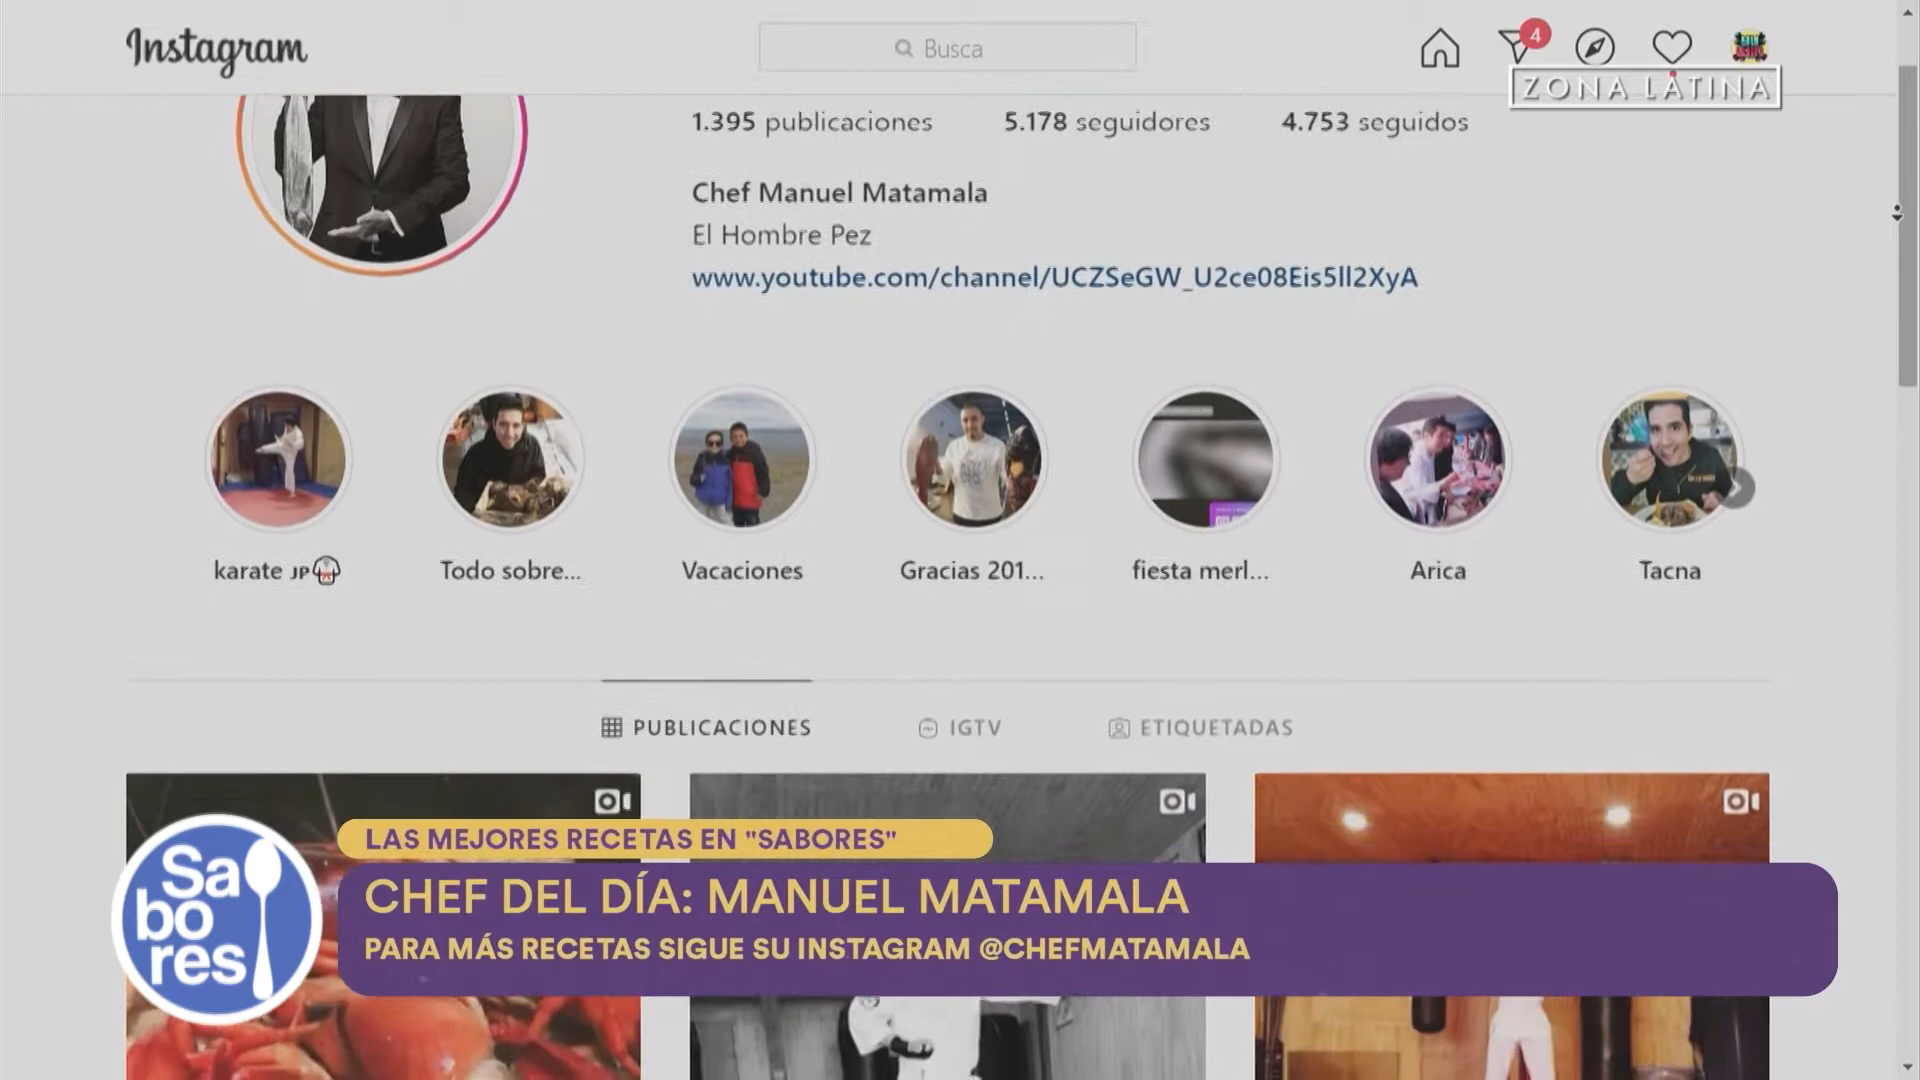 Instagram
Busca
4
ZONA LATINA
1.395 publicaciones 5.178 seguidores 4.753 seguidos
Chef Manuel Matamala
El Hombre Pez
www.youtube.com/channel/UCZSeGW_U2ce08Eis5ll2XyA
karate JP🥋 Todo sobre... Vacaciones Gracias 201... fiesta merl... Arica Tacna
PUBLICACIONES IGTV ETIQUETADAS
Sa
bo
res
LAS MEJORES RECETAS EN "SABORES"
CHEF DEL DÍA: MANUEL MATAMALA
PARA MÁS RECETAS SIGUE SU INSTAGRAM @CHEFMATAMALA